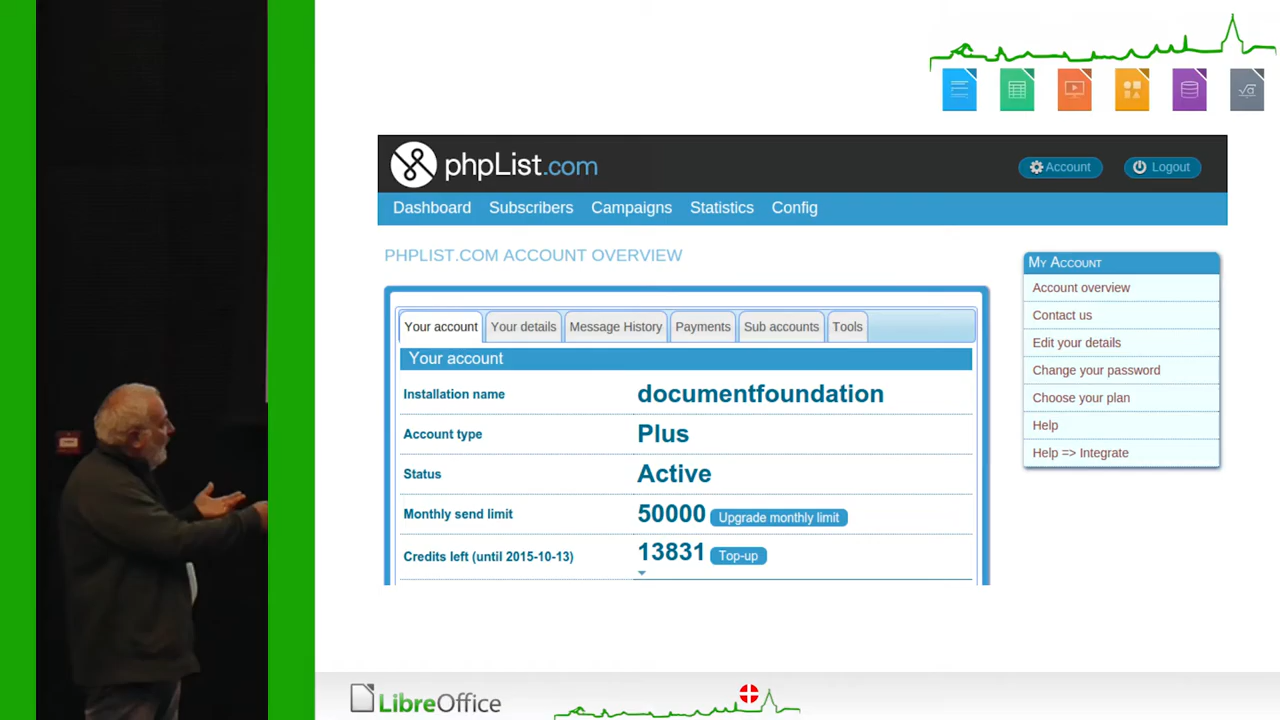 phpList.com
Account
Logout
Dashboard Subscribers Campaigns Statistics Config
PHPLIST.COM ACCOUNT OVERVIEW
Your account Your details Message History Payments Sub accounts Tools
Your account
Installation name documentfoundation
Account type Plus
Status Active
Monthly send limit 50000 Upgrade monthly limit
Credits left (until 2015-10-13) 13831 Top-up
My Account
Account overview
Contact us
Edit your details
Change your password
Choose your plan
Help
Help => Integrate
LibreOffice